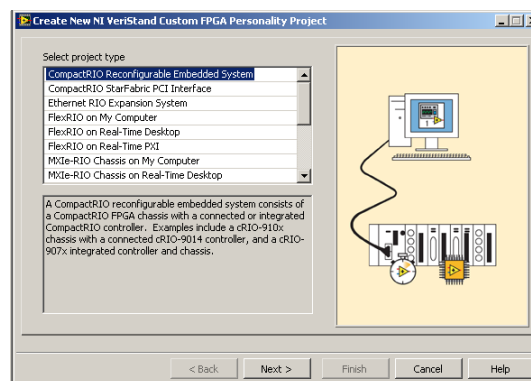 Create New NI VeriStand Custom FPGA Personality Project
Select project type
CompactRIO Reconfigurable Embedded System
CompactRIO StarFabric PCI Interface
Ethernet RIO Expansion System
FlexRIO on My Computer
FlexRIO on Real-Time Desktop
FlexRIO on Real-Time PXI
MXIe-RIO Chassis on My Computer
MXIe-RIO Chassis on Real-Time Desktop
A CompactRIO reconfigurable embedded system consists of
a CompactRIO FPGA chassis with a connected or integrated
CompactRIO controller. Examples include a cRIO-910x
chassis with a connected cRIO-9014 controller, and a cRIO-
907x integrated controller and chassis.
< Back
Next >
Finish
Cancel
Help